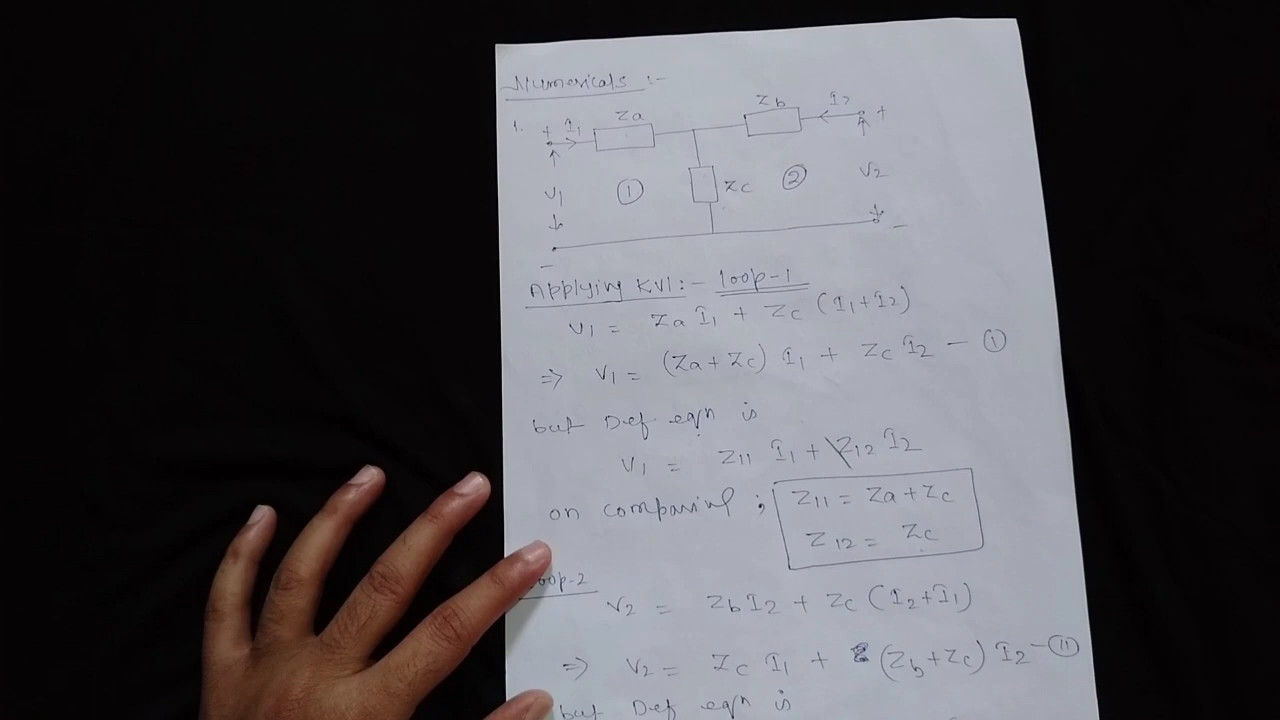 Numericals :-
1.
+ I1 Za Zb I2 +
V1 ① Zc ② V2
- -
Applying KVl :- loop-1
V1 = Za I1 + Zc (I1+I2)
=> V1 = (Za+Zc) I1 + Zc I2 - ①
but Def eqn is
V1 = Z11 I1 + Z12 I2
on comparing ; Z11 = Za+Zc
Z12 = Zc
loop-2
V2 = Zb I2 + Zc (I2+I1)
=> V2 = Zc I1 + (Zb+Zc) I2 - ⑪
but Def eqn is